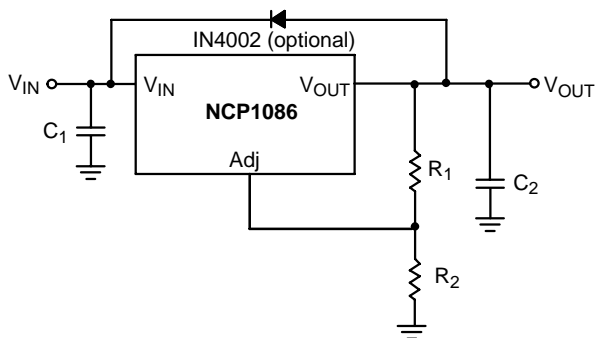 IN4002 (optional)
VIN
VIN
VOUT
VOUT
NCP1086
C1
Adj
R1
C2
R2